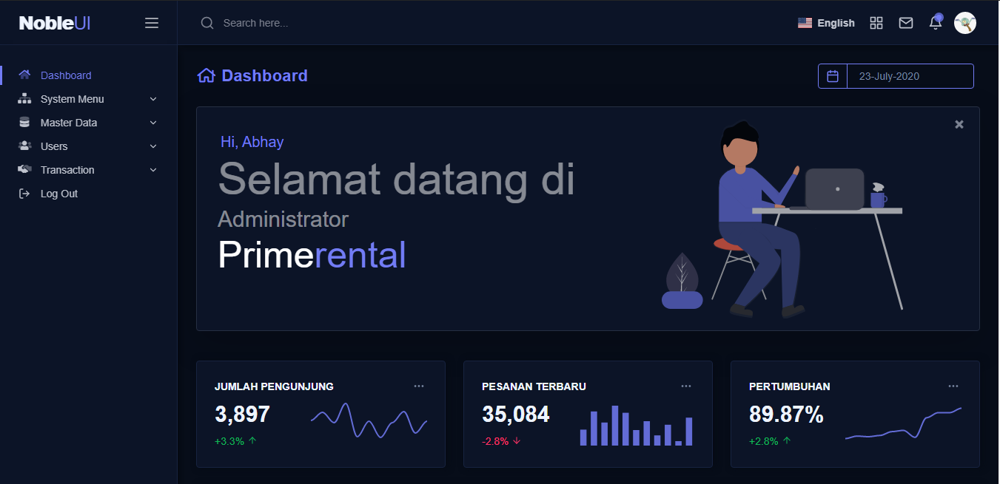 NobleUI
Search here...
English
Dashboard
System Menu
Master Data
Users
Transaction
Log Out
Dashboard
23-July-2020
Hi, Abhay
Selamat datang di
Administrator
Primerental
JUMLAH PENGUNJUNG
3,897
+3.3%
PESANAN TERBARU
35,084
-2.8%
PERTUMBUHAN
89.87%
+2.8%